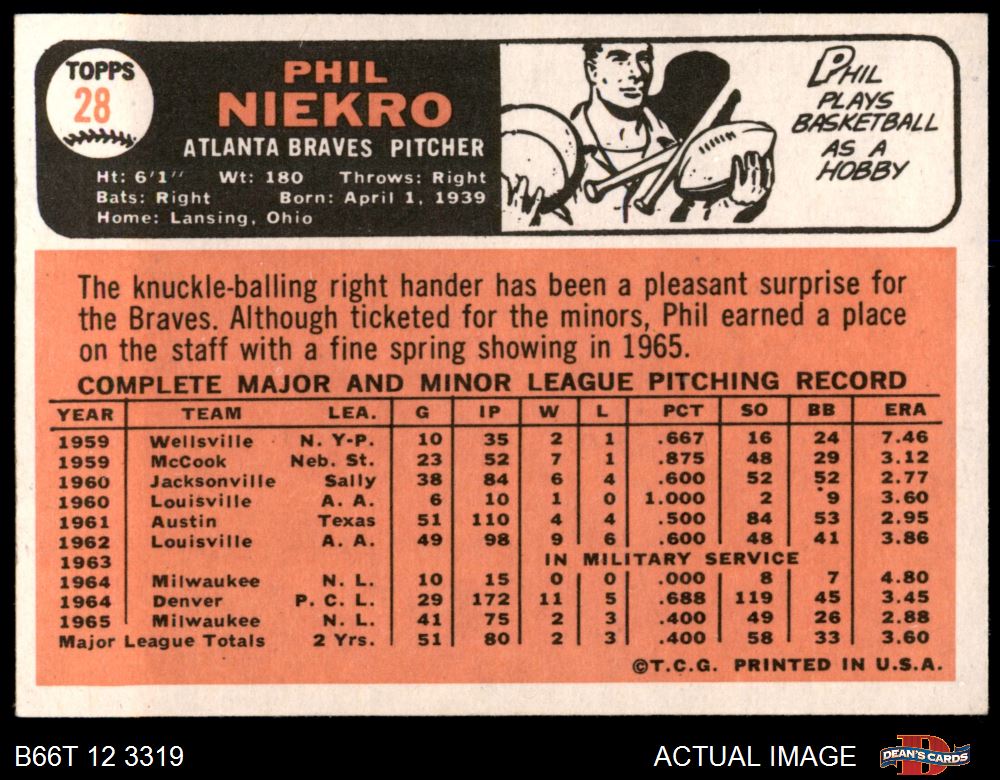 TOPPS
28
PHIL
NIEKRO
ATLANTA BRAVES PITCHER
Ht: 6'1" Wt: 180 Throws: Right
Bats: Right Born: April 1, 1939
Home: Lansing, Ohio
PHIL
PLAYS
BASKETBALL
AS A
HOBBY
The knuckle-balling right hander has been a pleasant surprise for
the Braves. Although ticketed for the minors, Phil earned a place
on the staff with a fine spring showing in 1965.
COMPLETE MAJOR AND MINOR LEAGUE PITCHING RECORD
YEAR TEAM LEA. G IP W L PCT SO BB ERA
1959 Wellsville N. Y-P. 10 35 2 1 .667 16 24 7.46
1959 McCook Neb. St. 23 52 7 1 .875 48 29 3.12
1960 Jacksonville Sally 38 84 6 4 .600 52 52 2.77
1960 Louisville A. A. 6 10 1 0 1.000 2 9 3.60
1961 Austin Texas 51 110 4 4 .500 84 53 2.95
1962 Louisville A. A. 49 98 9 6 .600 48 41 3.86
1963 IN MILITARY SERVICE
1964 Milwaukee N. L. 10 15 0 0 .000 8 7 4.80
1964 Denver P. C. L. 29 172 11 5 .688 119 45 3.45
1965 Milwaukee N. L. 41 75 2 3 .400 49 26 2.88
Major League Totals 2 Yrs. 51 80 2 3 .400 58 33 3.60
©T.C.G. PRINTED IN U.S.A.
B66T 12 3319
ACTUAL IMAGE
DEAN'S CARDS